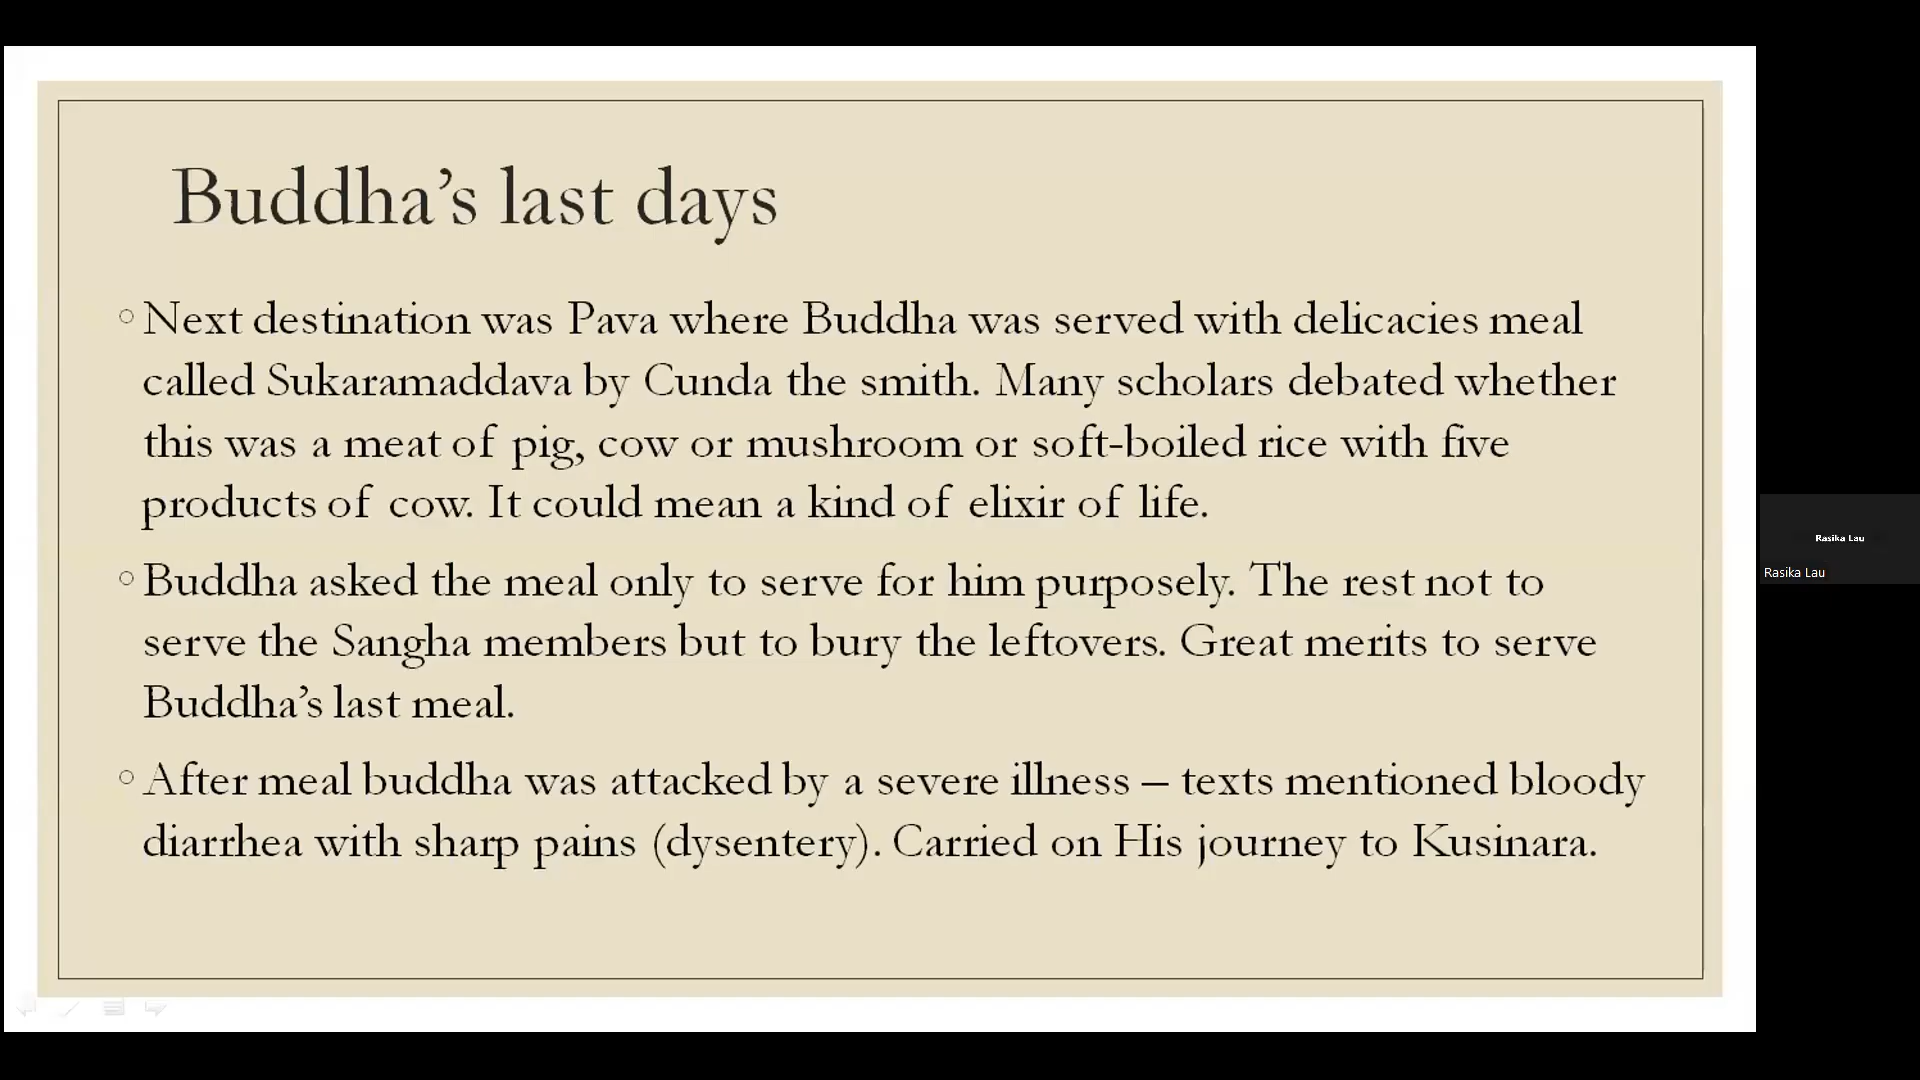 Buddha’s last days
◦ Next destination was Pava where Buddha was served with delicacies meal
called Sukaramaddava by Cunda the smith. Many scholars debated whether
this was a meat of pig, cow or mushroom or soft-boiled rice with five
products of cow. It could mean a kind of elixir of life.
◦ Buddha asked the meal only to serve for him purposely. The rest not to
serve the Sangha members but to bury the leftovers. Great merits to serve
Buddha’s last meal.
◦ After meal buddha was attacked by a severe illness – texts mentioned bloody
diarrhea with sharp pains (dysentery). Carried on His journey to Kusinara.
Rasika Lau
Rasika Lau